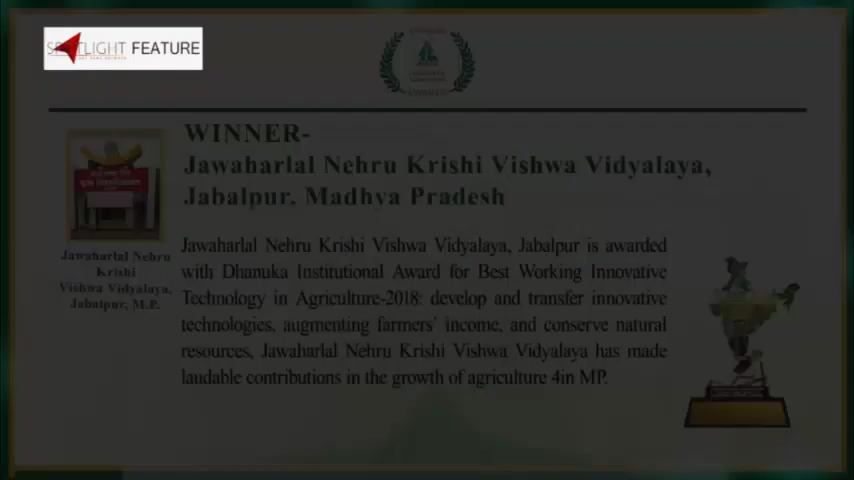 SPOTLIGHT FEATURE
WINNER-
Jawaharlal Nehru Krishi Vishwa Vidyalaya,
Jabalpur, Madhya Pradesh
Jawaharlal Nehru
Krishi
Vishwa Vidyalaya,
Jabalpur, M.P.
Jawaharlal Nehru Krishi Vishwa Vidyalaya, Jabalpur is awarded
with Dhanuka Institutional Award for Best Working Innovative
Technology in Agriculture-2018: develop and transfer innovative
technologies, augmenting farmers' income, and conserve natural
resources, Jawaharlal Nehru Krishi Vishwa Vidyalaya has made
laudable contributions in the growth of agriculture 4in MP.